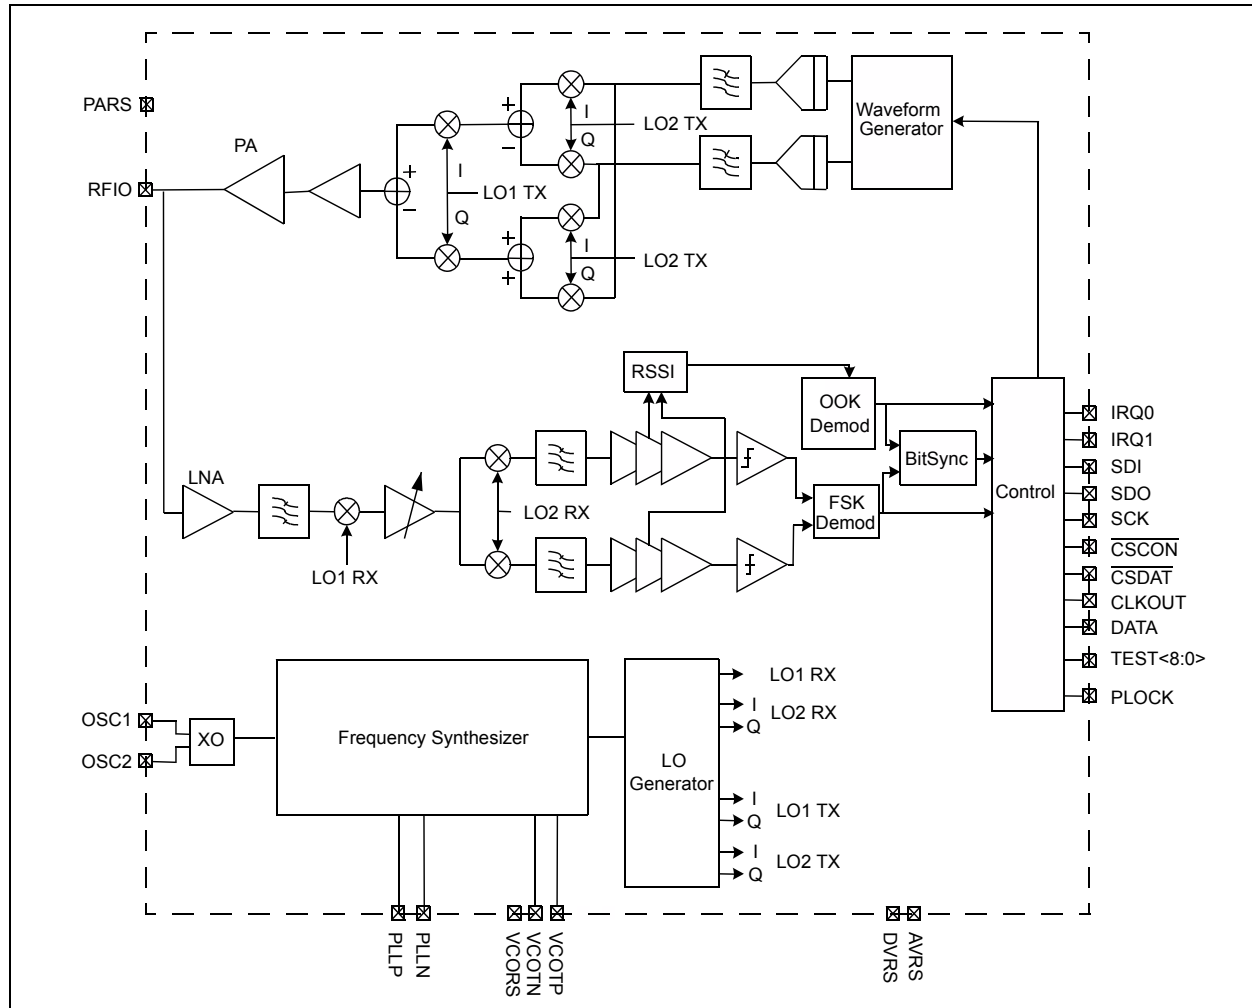 PARS
RFIO
PA
+
−
I
Q
LO1 TX
+
−
+
+
I
Q
LO2 TX
I
Q
LO2 TX
Waveform
Generator
RSSI
OOK
Demod
BitSync
FSK
Demod
Control
LNA
LO1 RX
LO2 RX
IRQ0
IRQ1
SDI
SDO
SCK
CSCON
CSDAT
CLKOUT
DATA
TEST<8:0>
PLOCK
OSC1
OSC2
XO
Frequency Synthesizer
LO
Generator
LO1 RX
I
Q
LO2 RX
I
Q
LO1 TX
I
Q
LO2 TX
PLLP
PLLN
VCORS
VCOTN
VCOTP
DVRS
AVRS